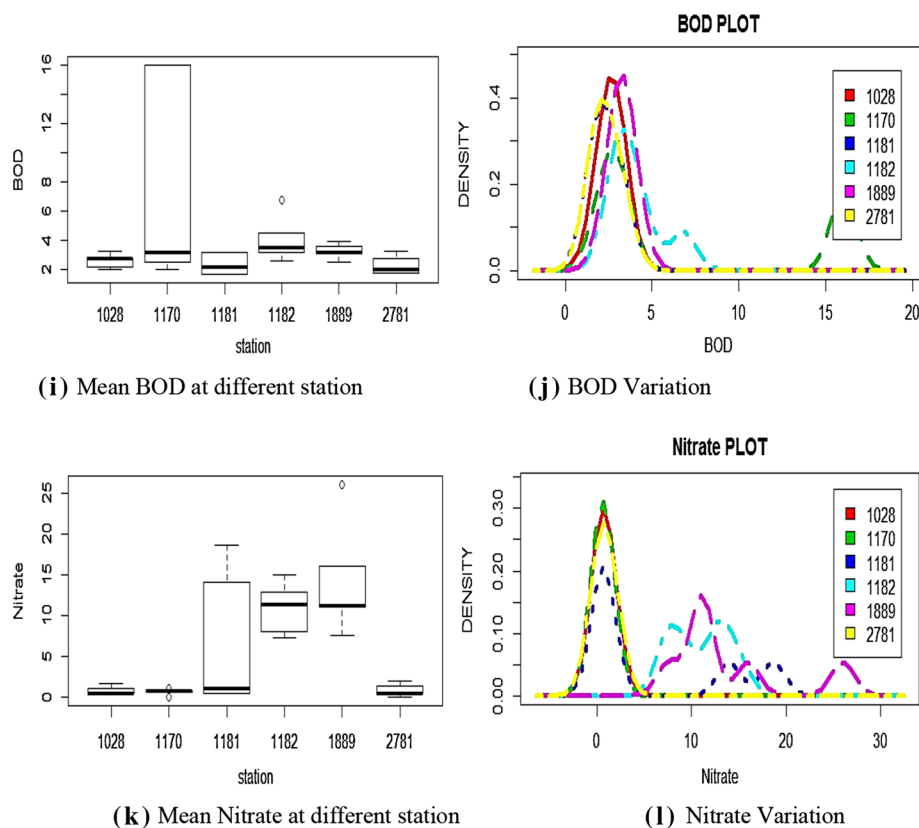 BOD
16
12
8
6
4
2
1028 1170 1181 1182 1889 2781
station
(i) Mean BOD at different station
BOD PLOT
DENSITY
0.4
0.2
0.0
1028
1170
1181
1182
1889
2781
0 5 10 15 20
BOD
(j) BOD Variation
Nitrate
25
20
15
10
5
0
1028 1170 1181 1182 1889 2781
station
(k) Mean Nitrate at different station
Nitrate PLOT
DENSITY
0.30
0.20
0.10
0.00
1028
1170
1181
1182
1889
2781
0 10 20 30
Nitrate
(l) Nitrate Variation